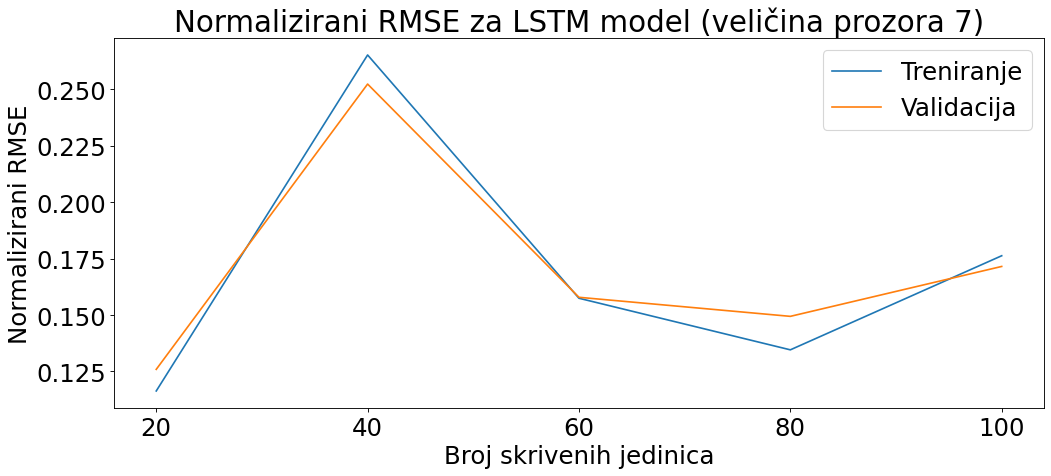 Normalizirani RMSE za LSTM model (veličina prozora 7)
Treniranje
Validacija
Normalizirani RMSE
0.250
0.225
0.200
0.175
0.150
0.125
20 40 60 80 100
Broj skrivenih jedinica